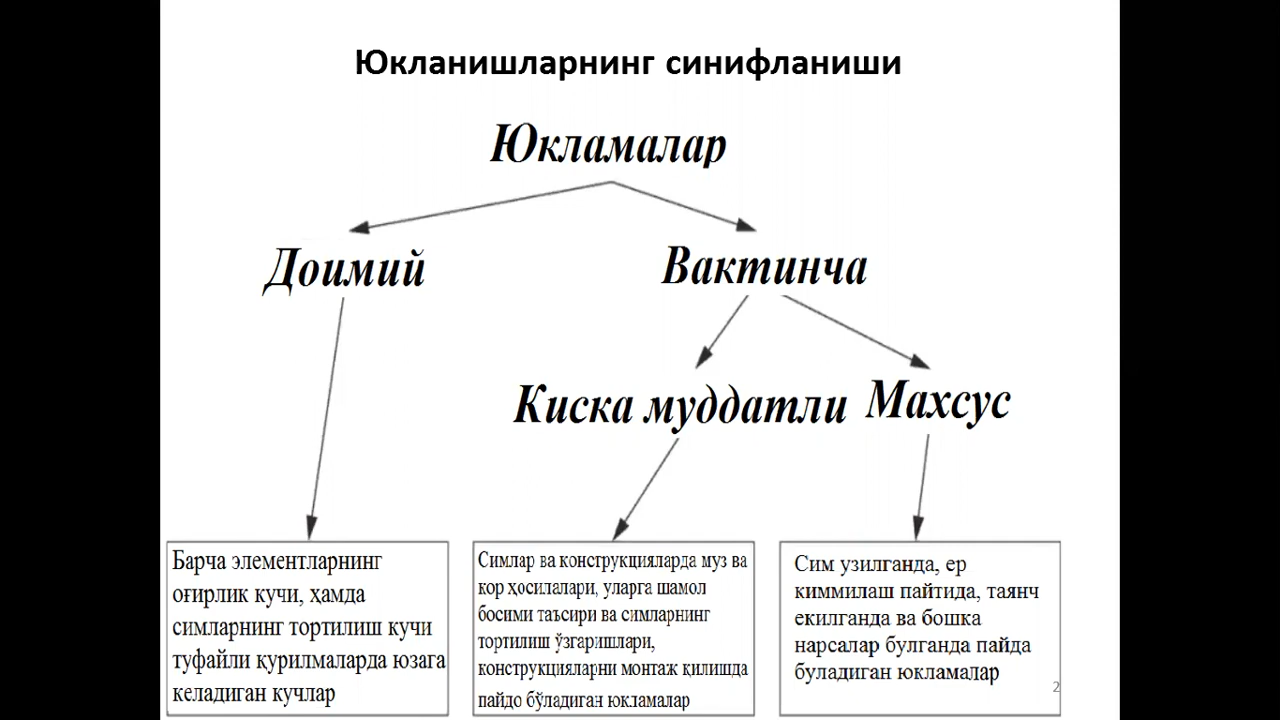 Юкланишларнинг синифланиши
Юкламалар
Доимий
Вактинча
Киска муддатли
Махсус
Барча элементларнинг
оғирлик кучи, ҳамда
симларнинг тортилиш кучи
туфайли қурилмаларда юзага
келадиган кучлар
Симлар ва конструкцияларда муз ва
кор ҳосилалари, уларга шамол
босими таъсири ва симларнинг
тортилиш ўзгаришлари,
конструкцияларни монтаж қилишда
пайдо бўладиган юкламалар
Сим узилганда, ер
киммилаш пайтида, таянч
екилганда ва бошка
нарсалар булганда пайда
буладиган юкламалар
2